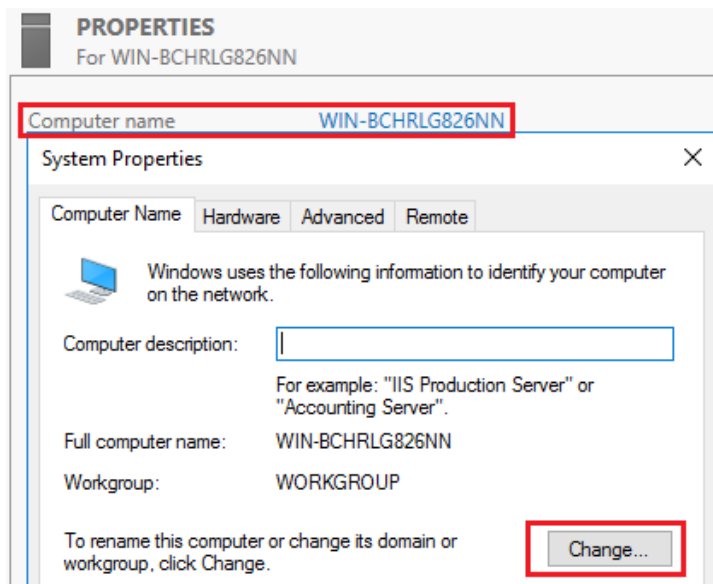 PROPERTIES
For WIN-BCHRLG826NN
Computer name WIN-BCHRLG826NN
System Properties
Computer Name Hardware Advanced Remote
Windows uses the following information to identify your computer
on the network.
Computer description:
For example: "IIS Production Server" or
"Accounting Server".
Full computer name: WIN-BCHRLG826NN
Workgroup: WORKGROUP
To rename this computer or change its domain or
workgroup, click Change.
Change...